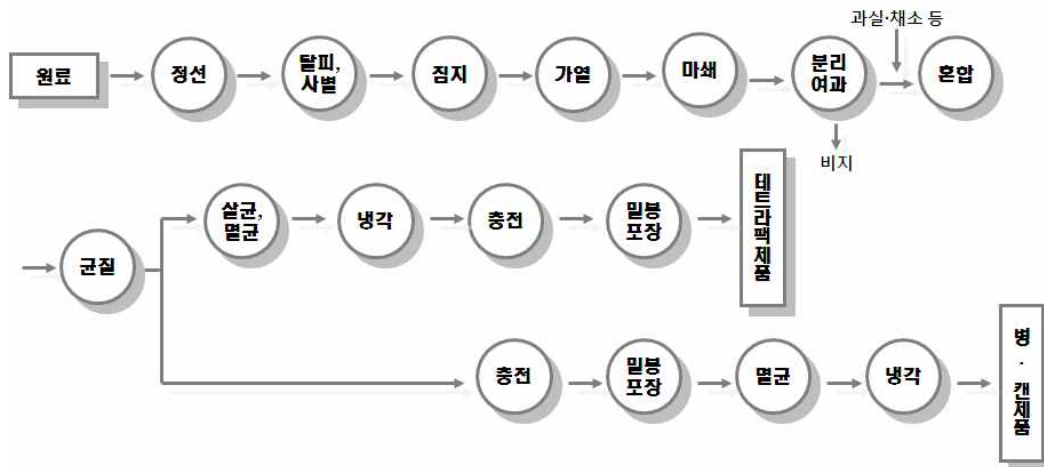 과실·채소 등
원료
정선
탈피,
사별
침지
가열
마쇄
분리
여과
혼합
비지
균질
살균,
멸균
냉각
충전
밀봉
포장
테트라팩제품
충전
밀봉
포장
멸균
냉각
병·캔제품